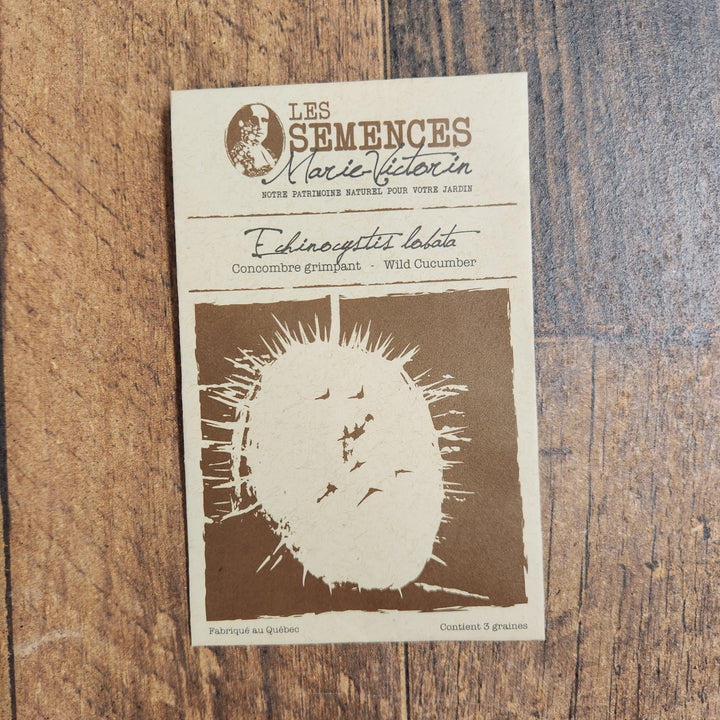 LES
SEMENCES
Marie-Victorin
NOTRE PATRIMOINE NATUREL POUR VOTRE JARDIN
Echinocystis lobata
Concombre grimpant - Wild Cucumber
Fabriqué au Québec
Contient 3 graines